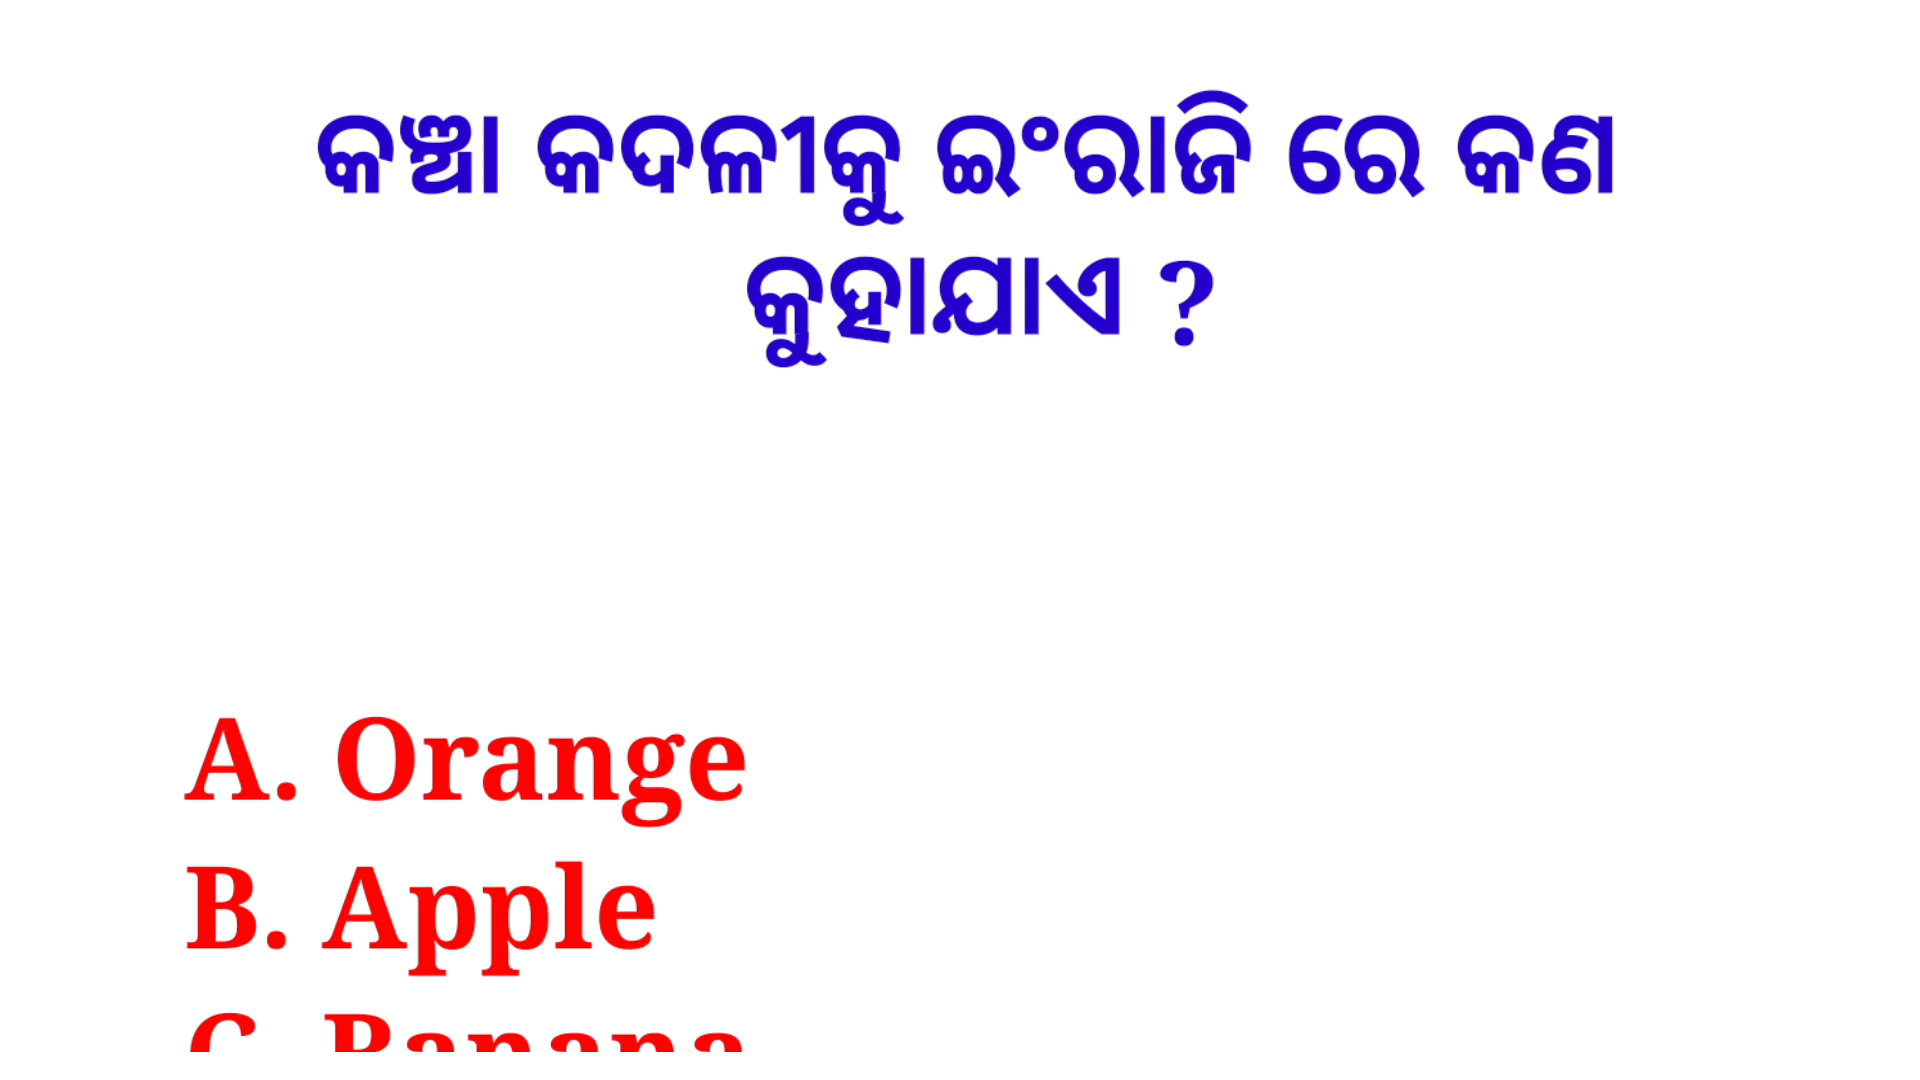 କଞ୍ଚା କଦଳୀକୁ ଇଂରାଜି ରେ କଣ
କୁହାଯାଏ ?
A. Orange
B. Apple
C. Banana